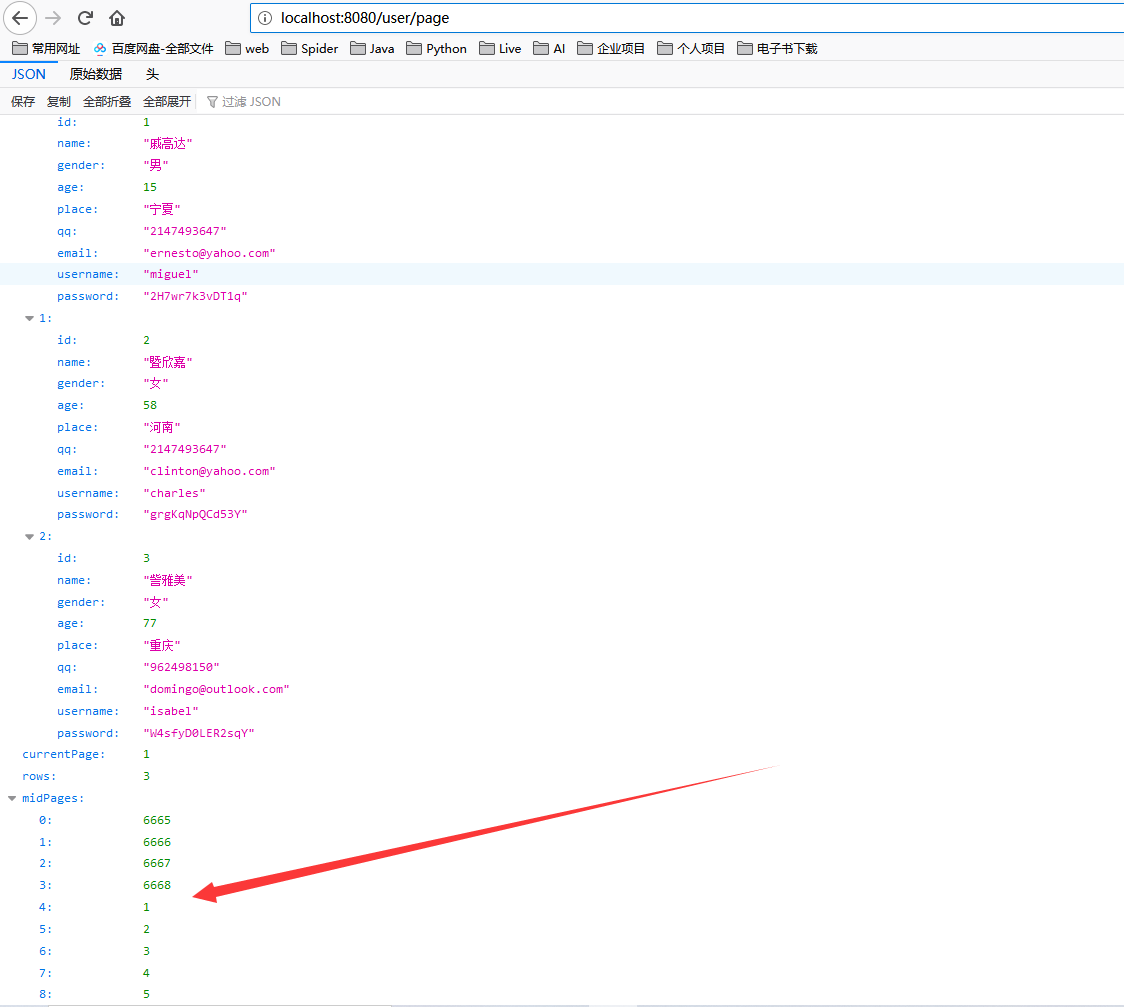 localhost:8080/user/page
常用网址 百度网盘-全部文件 web Spider Java Python Live AI 企业项目 个人项目 电子书下载
JSON 原始数据 头
保存 复制 全部折叠 全部展开 过滤 JSON
id: 1
name: "戚高达"
gender: "男"
age: 15
place: "宁夏"
qq: "2147493647"
email: "ernesto@yahoo.com"
username: "miguel"
password: "2H7wr7k3vDT1q"
1:
id: 2
name: "暨欣嘉"
gender: "女"
age: 58
place: "河南"
qq: "2147493647"
email: "clinton@yahoo.com"
username: "charles"
password: "grgKqNpQCd53Y"
2:
id: 3
name: "訾雅美"
gender: "女"
age: 77
place: "重庆"
qq: "962498150"
email: "domingo@outlook.com"
username: "isabel"
password: "W4sfyD0LER2sqY"
currentPage: 1
rows: 3
midPages:
0: 6665
1: 6666
2: 6667
3: 6668
4: 1
5: 2
6: 3
7: 4
8: 5